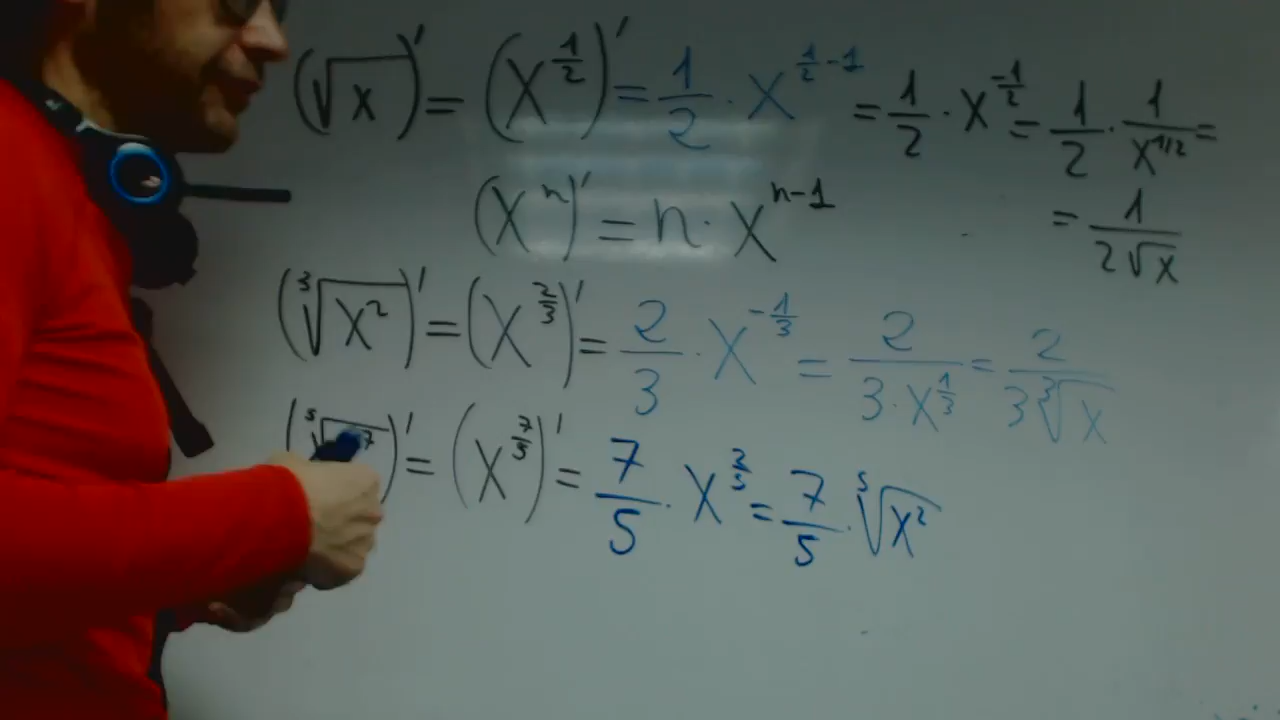 (√x)' = (x^{1/2})' = 1/2 · x^{1/2-1} = 1/2 · x^{-1/2} = 1/2 · 1/x^{1/2} =
= 1/(2√x)
(x^n)' = n · x^{n-1}
(∛x²)' = (x^{2/3})' = 2/3 · x^{-1/3} = 2/(3·x^{1/3}) = 2/(3∛x)
(⁵√ ⁷)' = (x^{7/5})' = 7/5 · x^{2/5} = 7/5 · ⁵√x²